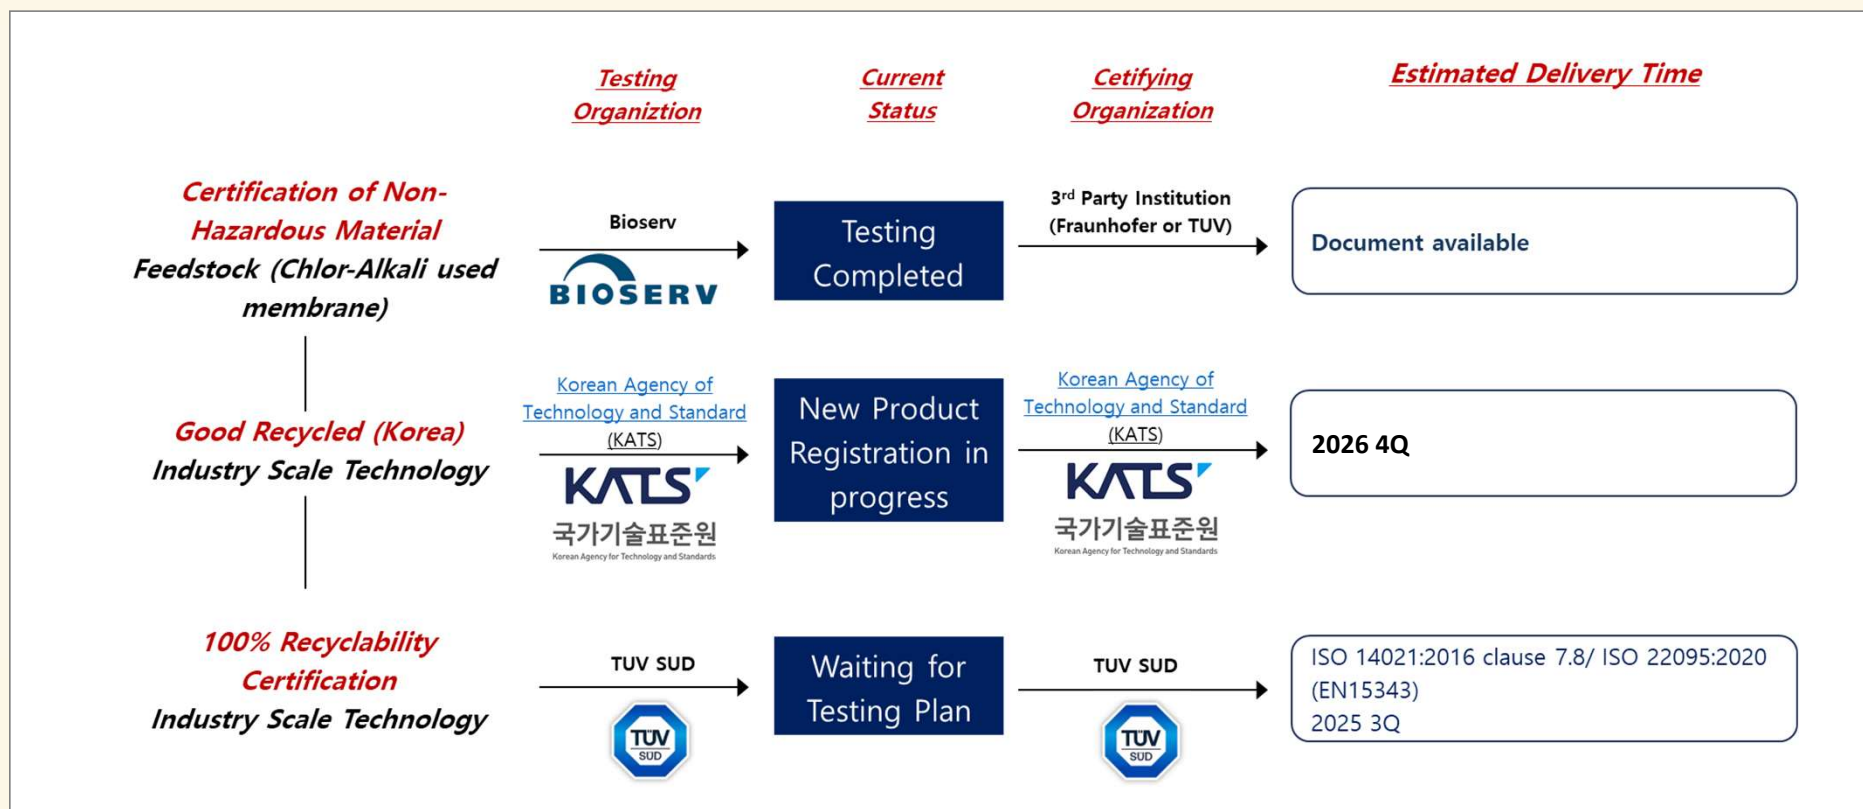 Testing
Organiztion
Current
Status
Cetifying
Organization
Estimated Delivery Time
Certification of Non-
Hazardous Material
Feedstock (Chlor-Alkali used
membrane)
Bioserv
BIOSERV
Testing
Completed
3rd Party Institution
(Fraunhofer or TUV)
Document available
Good Recycled (Korea)
Industry Scale Technology
Korean Agency of
Technology and Standard
(KATS)
KATS
국가기술표준원
Korean Agency for Technology and Standards
New Product
Registration in
progress
Korean Agency of
Technology and Standard
(KATS)
KATS
국가기술표준원
Korean Agency for Technology and Standards
2026 4Q
100% Recyclability
Certification
Industry Scale Technology
TUV SUD
TÜV
SÜD
Waiting for
Testing Plan
TUV SUD
TÜV
SÜD
ISO 14021:2016 clause 7.8/ ISO 22095:2020
(EN15343)
2025 3Q